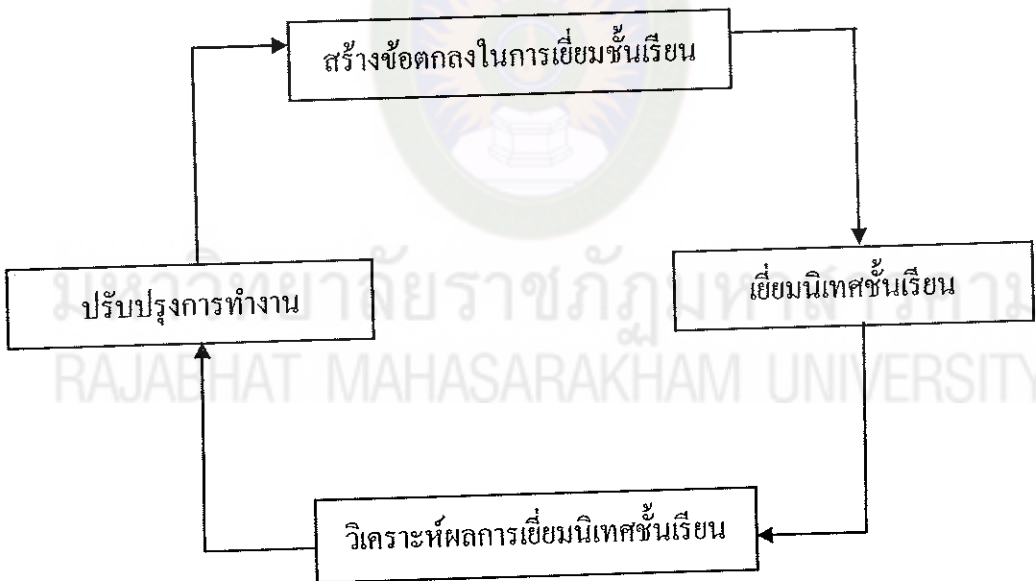 สร้างข้อตกลงในการเยี่ยมชั้นเรียน
ปรับปรุงการทำงาน
เยี่ยมนิเทศชั้นเรียน
มหาวิทยาลัยราชภัฏมหาสารคาม
RAJABHAT MAHASARAKHAM UNIVERSITY
วิเคราะห์ผลการเยี่ยมนิเทศชั้นเรียน